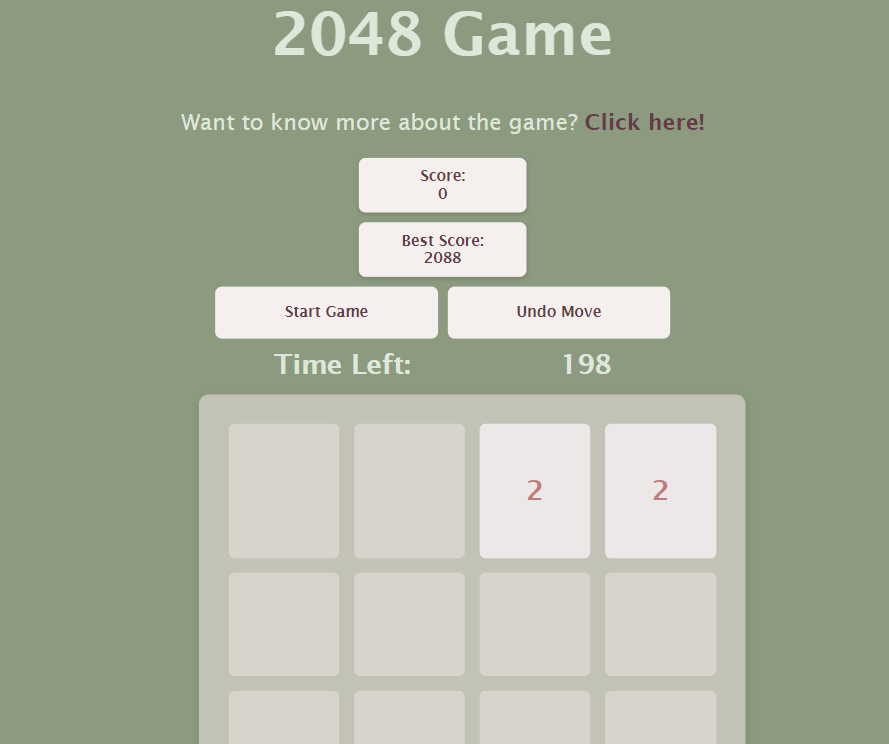 2048 Game
Want to know more about the game? Click here!
Score:
0
Best Score:
2088
Start Game
Undo Move
Time Left:
198
2
2